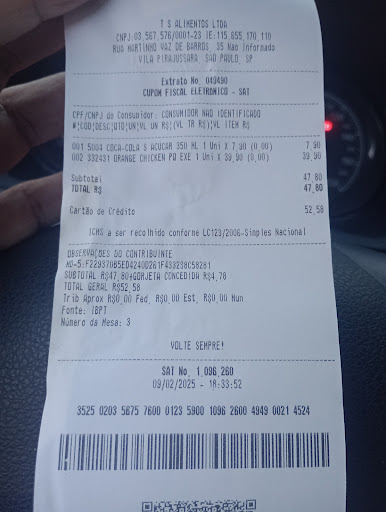 T S ALIMENTOS LTDA
CNPJ:03,567,576/0001-23 IE:115,855,170,110
RUA MARTINHO VAZ DE BARROS, 35 Não Informado
VILA PIRAJUSSARA, SAO PAULO, SP
Extrato No. 049490
CUPOM FISCAL ELETRONICO - SAT
CPF/CNPJ do Consumidor: CONSUMIDOR NAO IDENTIFICADO
#¦COD¦DESC¦QTD¦UN¦VL UN R$¦(VL TR R$)¦VL ITEM R$
001 5004 COCA-COLA S ACUCAR 350 ML 1 Uni X 7,90 (0,00) 7,90
002 332431 ORANGE CHICKEN PQ EXE 1 Uni X 39,90 (0,00) 39,90
Subtotal 47,80
TOTAL R$ 47,80
Cartão de Crédito 52,58
ICMS a ser recolhido conforme LC123/2006-Simples Nacional
OBSERVAÇÕES DO CONTRIBUINTE
MD-5:F229370B5ED4240D261F433238C58281
SUBTOTAL R$47,80+GORJETA CONCEDIDA R$4,78
TOTAL GERAL R$52,58
Trib Aprox R$0,00 Fed, R$0,00 Est, R$0,00 Mun
Fonte: IBPT
Número da Mesa: 3
VOLTE SEMPRE!
SAT No. 1,096,260
09/02/2025 - 18:33:52
3525 0203 5675 7600 0123 5900 1096 2600 4949 0021 4524